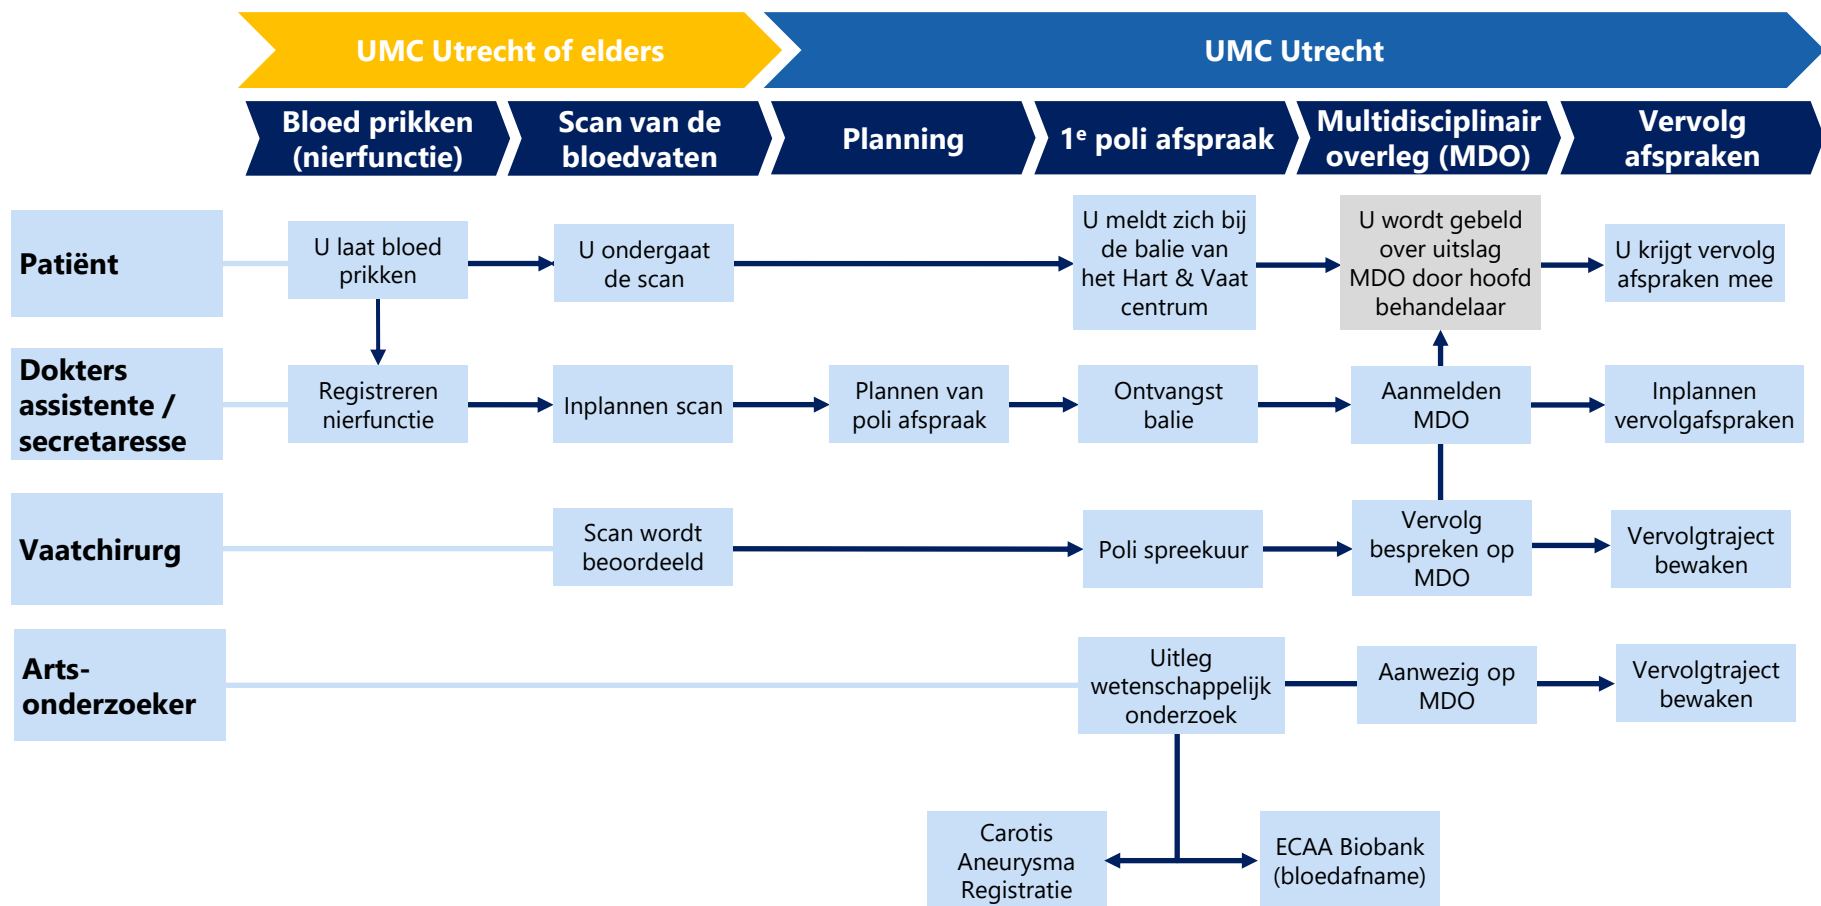 UMC Utrecht of elders
UMC Utrecht
Bloed prikken
(nierfunctie)
Scan van de
bloedvaten
Planning
1e poli afspraak
Multidisciplinair
overleg (MDO)
Vervolg
afspraken
Patiënt
U laat bloed
prikken
U ondergaat
de scan
U meldt zich bij
de balie van
het Hart & Vaat
centrum
U wordt gebeld
over uitslag
MDO door hoofd
behandelaar
U krijgt vervolg
afspraken mee
Dokters
assistente /
secretaresse
Registreren
nierfunctie
Inplannen scan
Plannen van
poli afspraak
Ontvangst
balie
Aanmelden
MDO
Inplannen
vervolgafspraken
Vaatchirurg
Scan wordt
beoordeeld
Poli spreekuur
Vervolg
bespreken op
MDO
Vervolgtraject
bewaken
Arts-
onderzoeker
Uitleg
wetenschappelijk
onderzoek
Aanwezig op
MDO
Vervolgtraject
bewaken
Carotis
Aneurysma
Registratie
ECAA Biobank
(bloedafname)